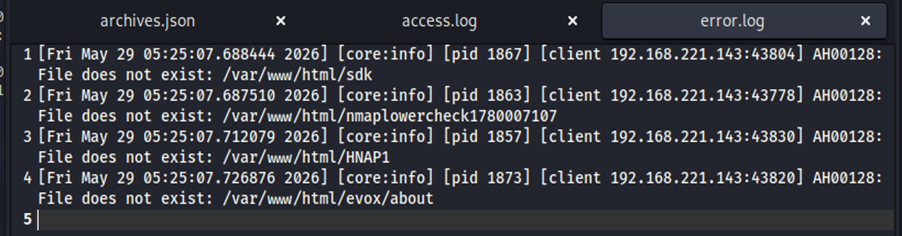 archives.json × access.log × error.log ×
1 [Fri May 29 05:25:07.688444 2026] [core:info] [pid 1867] [client 192.168.221.143:43804] AH00128:
File does not exist: /var/www/html/sdk
2 [Fri May 29 05:25:07.687510 2026] [core:info] [pid 1863] [client 192.168.221.143:43778] AH00128:
File does not exist: /var/www/html/nmaplowercheck1780007107
3 [Fri May 29 05:25:07.712079 2026] [core:info] [pid 1857] [client 192.168.221.143:43830] AH00128:
File does not exist: /var/www/html/HNAP1
4 [Fri May 29 05:25:07.726876 2026] [core:info] [pid 1873] [client 192.168.221.143:43820] AH00128:
File does not exist: /var/www/html/evox/about
5